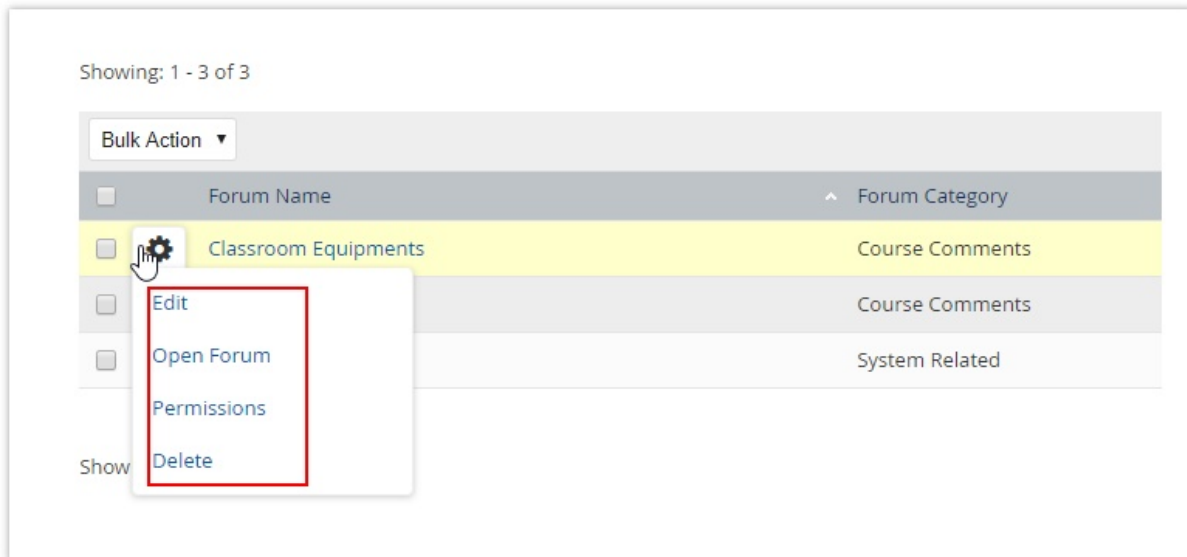 Showing: 1 - 3 of 3
Bulk Action
Forum Name Forum Category
Classroom Equipments Course Comments
Edit Course Comments
Open Forum System Related
Permissions
Show Delete